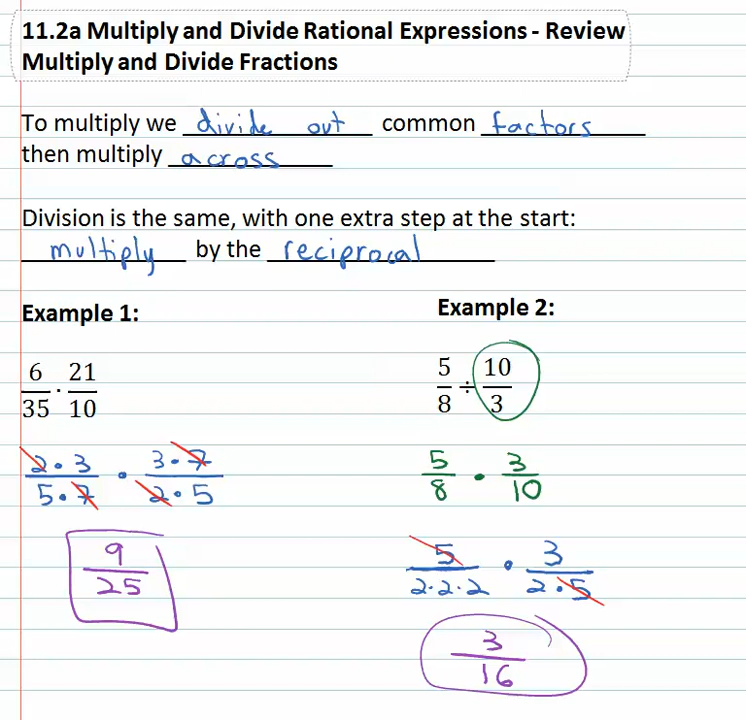 11.2a Multiply and Divide Rational Expressions - Review
Multiply and Divide Fractions
To multiply we divide out common factors
then multiply across
Division is the same, with one extra step at the start:
multiply by the reciprocal
Example 1:
6/35 · 21/10
2·3/5·7 · 3·7/2·5
9/25
Example 2:
5/8 ÷ 10/3
5/8 · 3/10
5/2·2·2 · 3/2·5
3/16